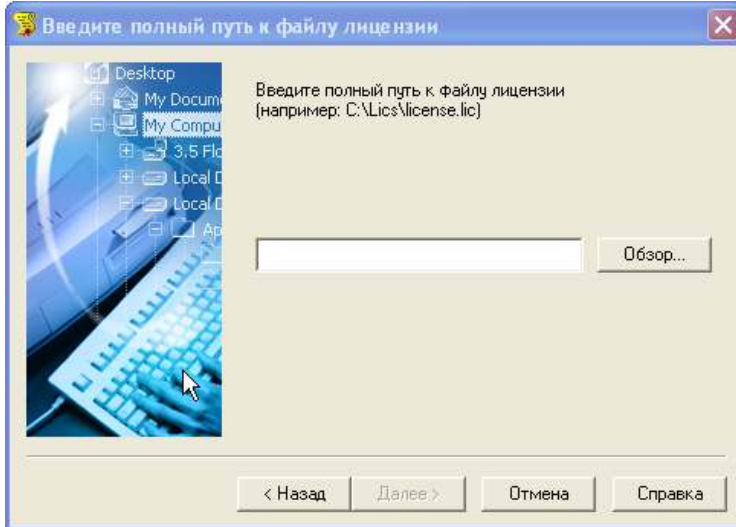 Введите полный путь к файлу лицензии
Desktop
My Docum
My Compu
3.5 Flo
Local D
Local D
Ap
Введите полный путь к файлу лицензии
(например: C:\Lics\license.lic)
Обзор...
< Назад
Далее >
Отмена
Справка